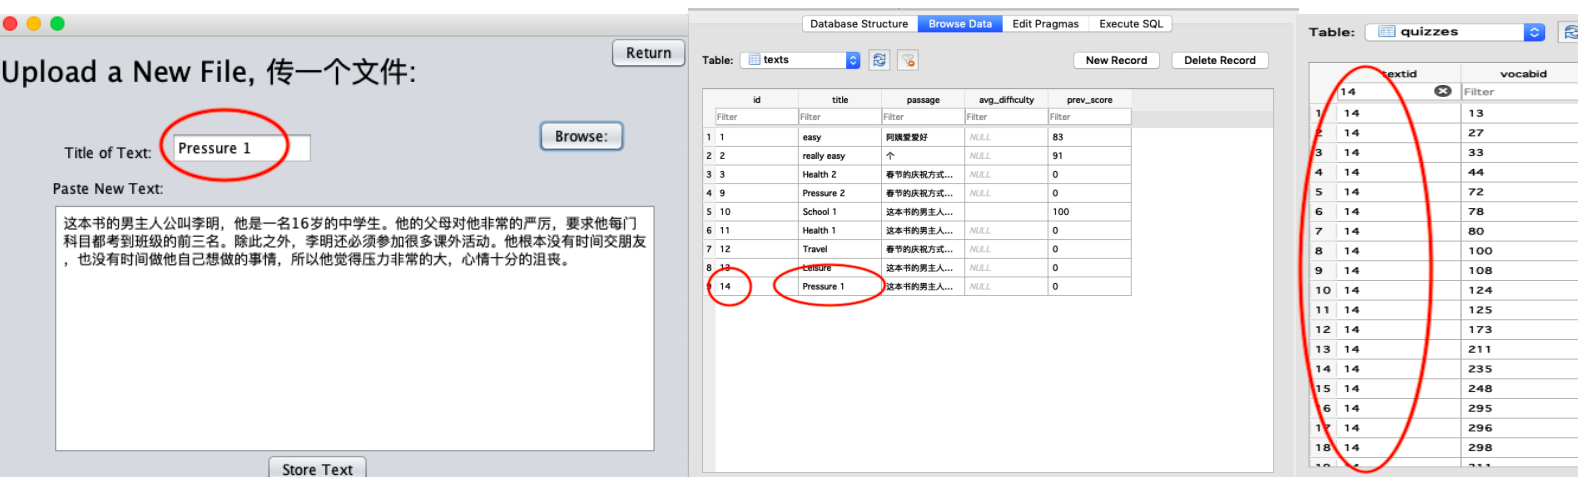 Return
Upload a New File, 传一个文件:
Browse:
Title of Text: Pressure 1
Paste New Text:
这本书的男主人公叫李明，他是一名16岁的中学生。他的父母对他非常的严厉，要求他每门
科目都考到班级的前三名。除此之外，李明还必须参加很多课外活动。他根本没有时间交朋友
，也没有时间做他自己想做的事情，所以他觉得压力非常的大，心情十分的沮丧。
Store Text
Database Structure Browse Data Edit Pragmas Execute SQL
Table: texts New Record Delete Record
id title passage avg_difficulty prev_score
Filter Filter Filter Filter Filter
1 1 easy 阿姨爱爱好 NULL 83
2 2 really easy 个 NULL 91
3 3 Health 2 春节的庆祝方式... NULL 0
4 9 Pressure 2 春节的庆祝方式... NULL 0
5 10 School 1 这本书的男主人... 100
6 11 Health 1 这本书的男主人... NULL 0
7 12 Travel 春节的庆祝方式... NULL 0
8 13 Leisure 这本书的男主人... NULL 0
9 14 Pressure 1 这本书的男主人... NULL 0
Table: quizzes
textid vocabid
14 Filter
1 14 13
2 14 27
3 14 33
4 14 44
5 14 72
6 14 78
7 14 80
8 14 100
9 14 108
10 14 124
11 14 125
12 14 173
13 14 211
14 14 235
15 14 248
16 14 295
17 14 296
18 14 298